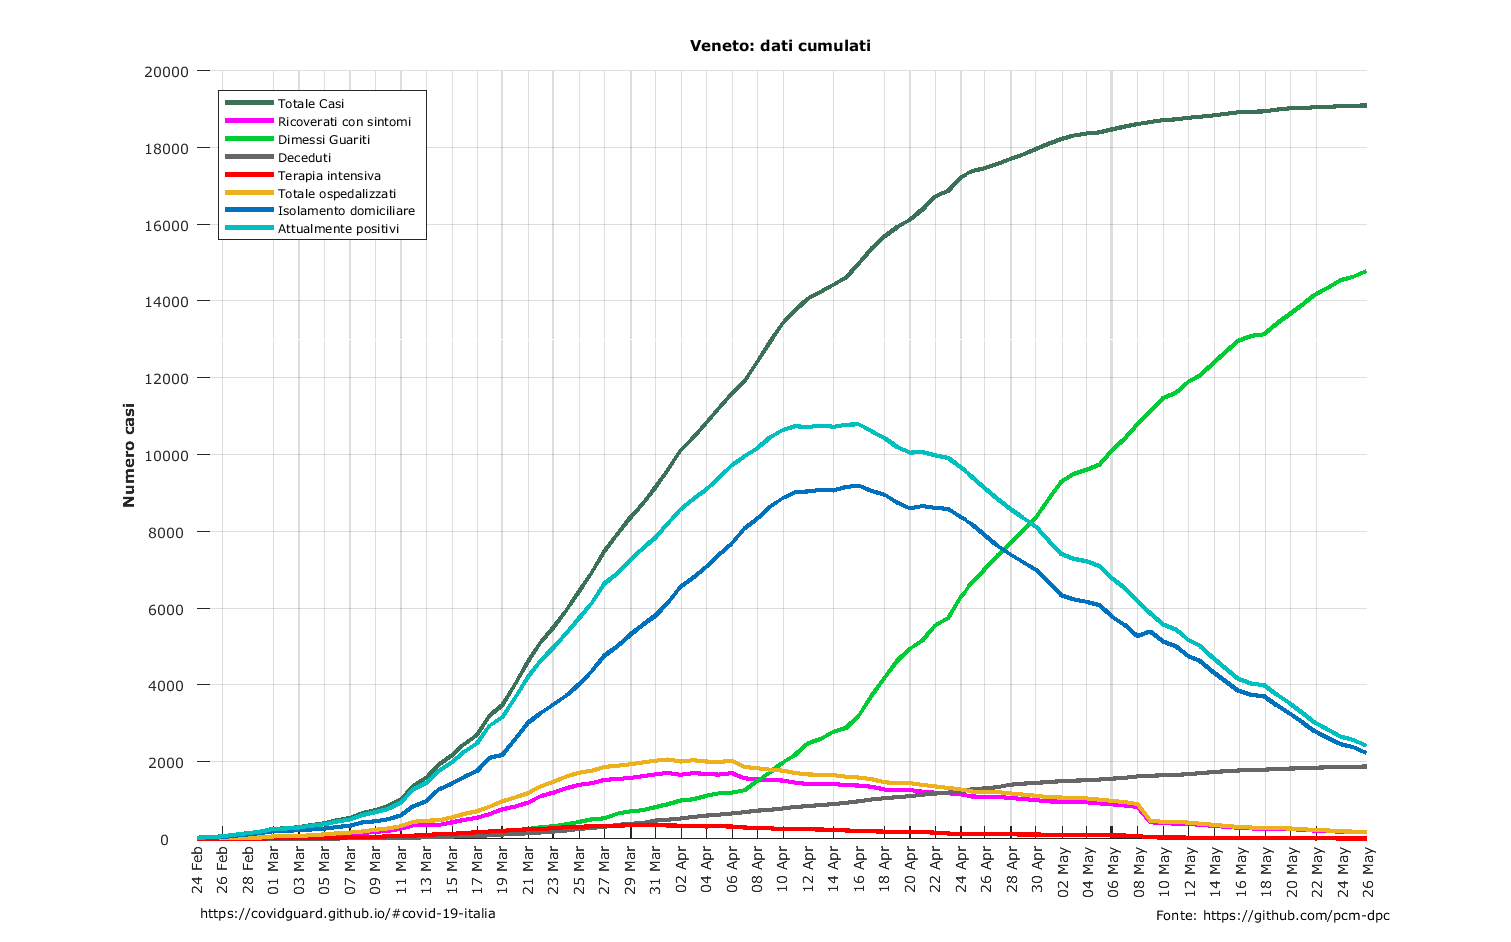 Veneto: dati cumulati
Numero casi
20000
18000
16000
14000
12000
10000
8000
6000
4000
2000
0
Totale Casi
Ricoverati con sintomi
Dimessi Guariti
Deceduti
Terapia intensiva
Totale ospedalizzati
Isolamento domiciliare
Attualmente positivi
24 Feb
26 Feb
28 Feb
01 Mar
03 Mar
05 Mar
07 Mar
09 Mar
11 Mar
13 Mar
15 Mar
17 Mar
19 Mar
21 Mar
23 Mar
25 Mar
27 Mar
29 Mar
31 Mar
02 Apr
04 Apr
06 Apr
08 Apr
10 Apr
12 Apr
14 Apr
16 Apr
18 Apr
20 Apr
22 Apr
24 Apr
26 Apr
28 Apr
30 Apr
02 May
04 May
06 May
08 May
10 May
12 May
14 May
16 May
18 May
20 May
22 May
24 May
26 May
https://covidguard.github.io/#covid-19-italia
Fonte: https://github.com/pcm-dpc